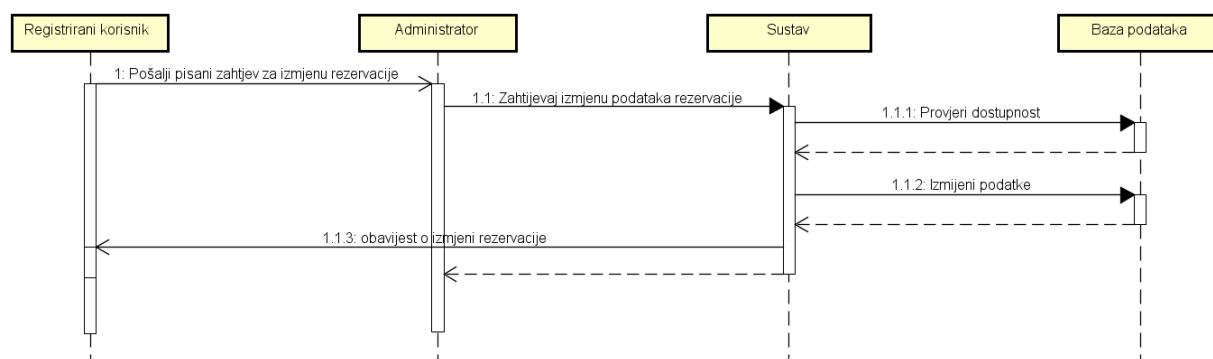 Registrirani korisnik
Administrator
Sustav
Baza podataka
1: Pošalji pisani zahtjev za izmjenu rezervacije
1.1: Zahtijevaj izmjenu podataka rezervacije
1.1.1: Provjeri dostupnost
1.1.2: Izmijeni podatke
1.1.3: obavijest o izmjeni rezervacije